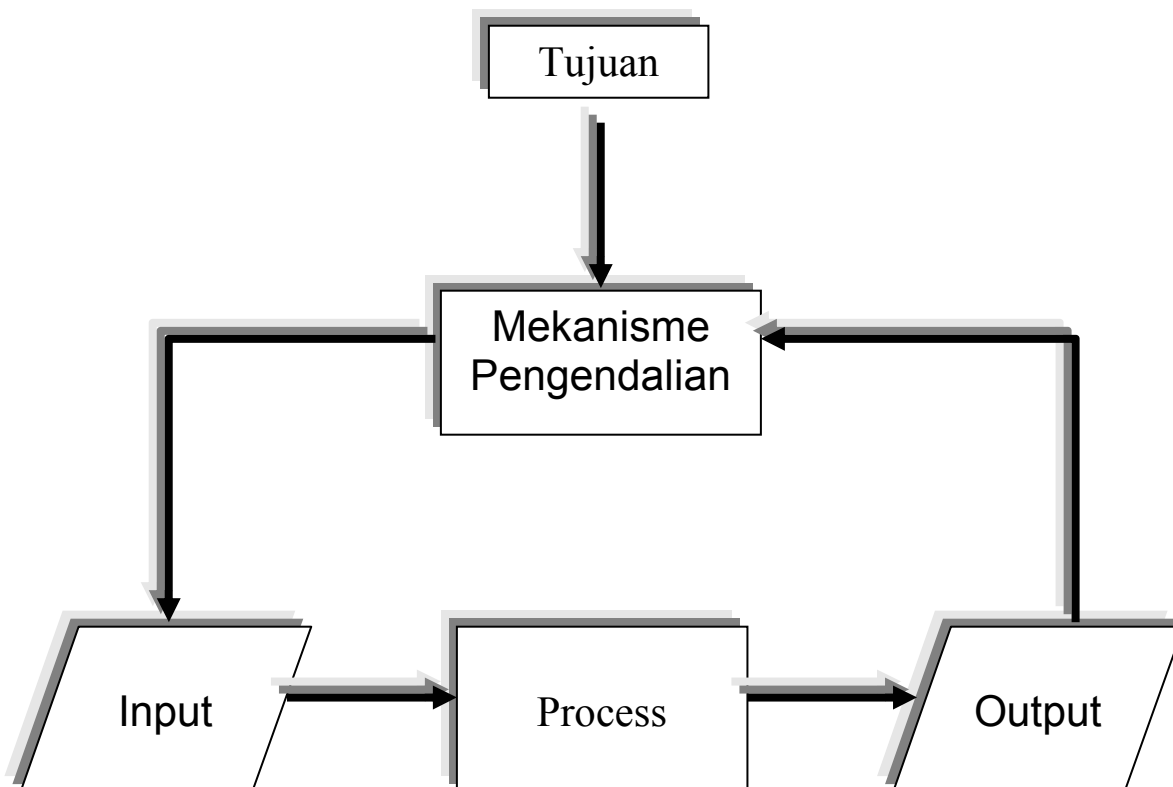 Tujuan
Mekanisme
Pengendalian
Input
Process
Output